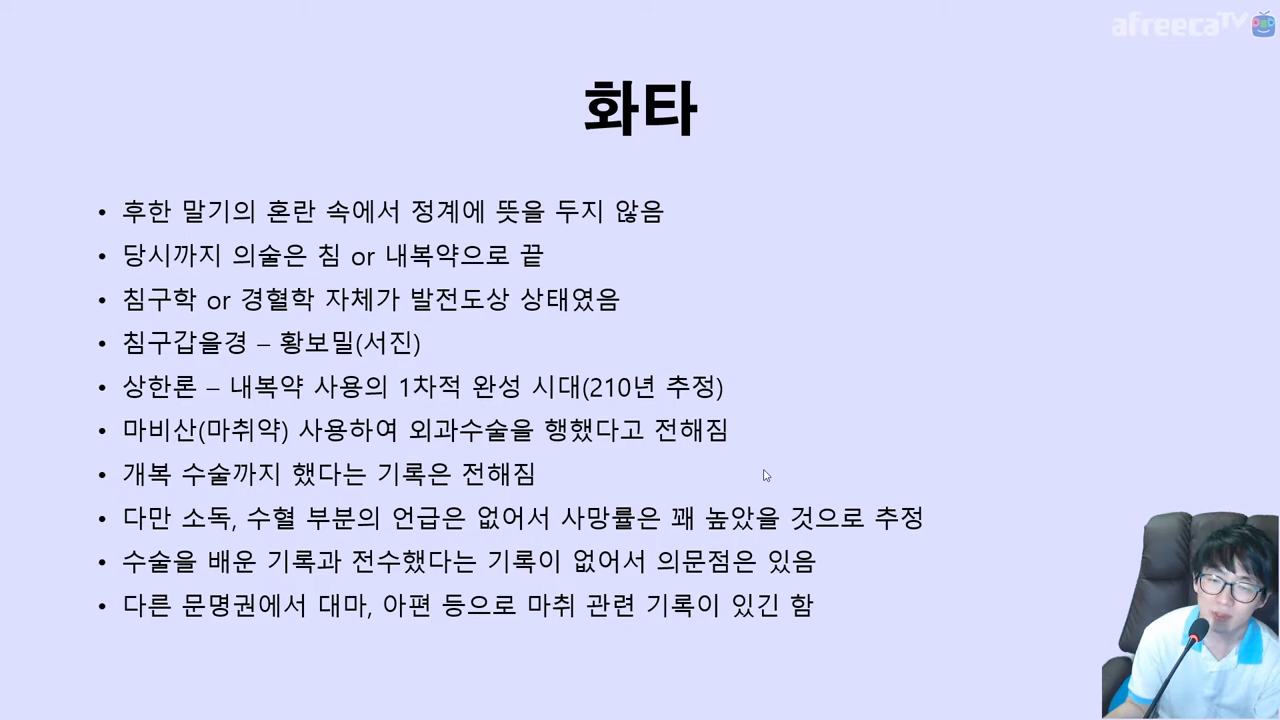 afreecaTV
화타
• 후한 말기의 혼란 속에서 정계에 뜻을 두지 않음
• 당시까지 의술은 침 or 내복약으로 끝
• 침구학 or 경혈학 자체가 발전도상 상태였음
• 침구갑을경 – 황보밀(서진)
• 상한론 – 내복약 사용의 1차적 완성 시대(210년 추정)
• 마비산(마취약) 사용하여 외과수술을 행했다고 전해짐
• 개복 수술까지 했다는 기록은 전해짐
• 다만 소독, 수혈 부분의 언급은 없어서 사망률은 꽤 높았을 것으로 추정
• 수술을 배운 기록과 전수했다는 기록이 없어서 의문점은 있음
• 다른 문명권에서 대마, 아편 등으로 마취 관련 기록이 있긴 함